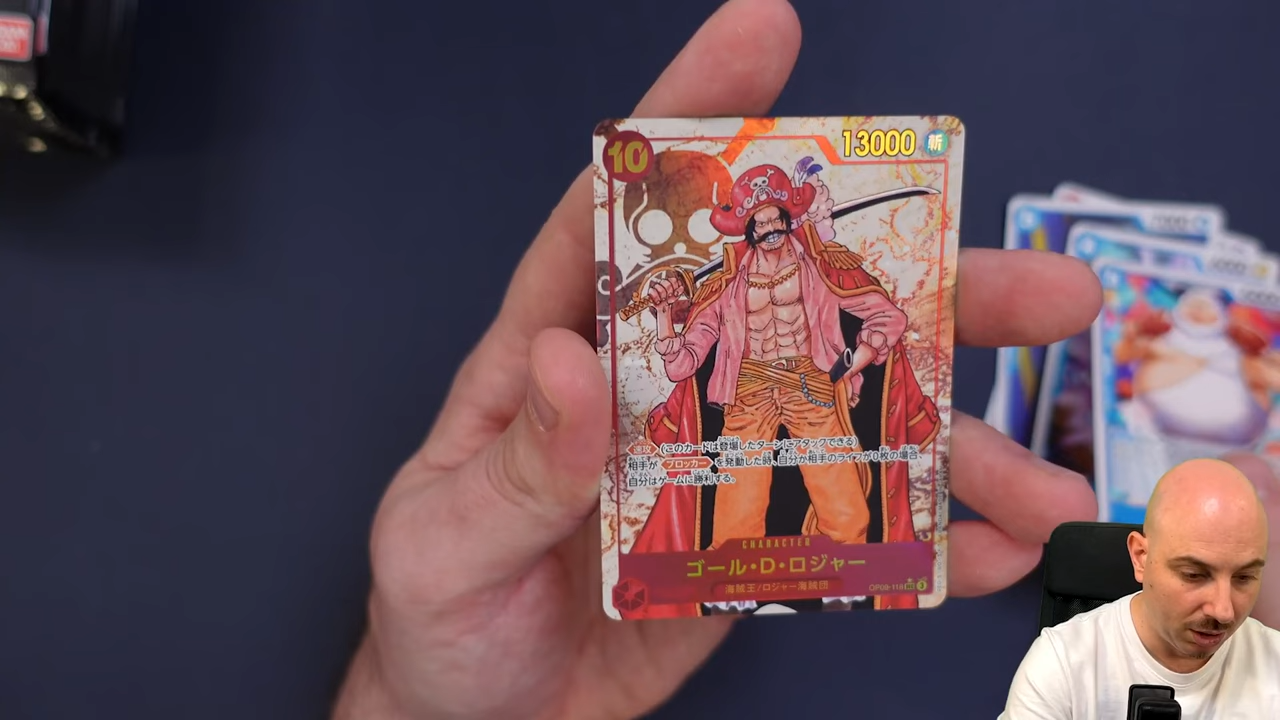 10
13000 斬
速攻 (このカードは登場したターンにアタックできる)
相手が ブロッカー を発動した時、自分か相手のライフが0枚の場合、
自分はゲームに勝利する。
CHARACTER
ゴール・D・ロジャー
海賊王/ロジャー海賊団
OP09-118